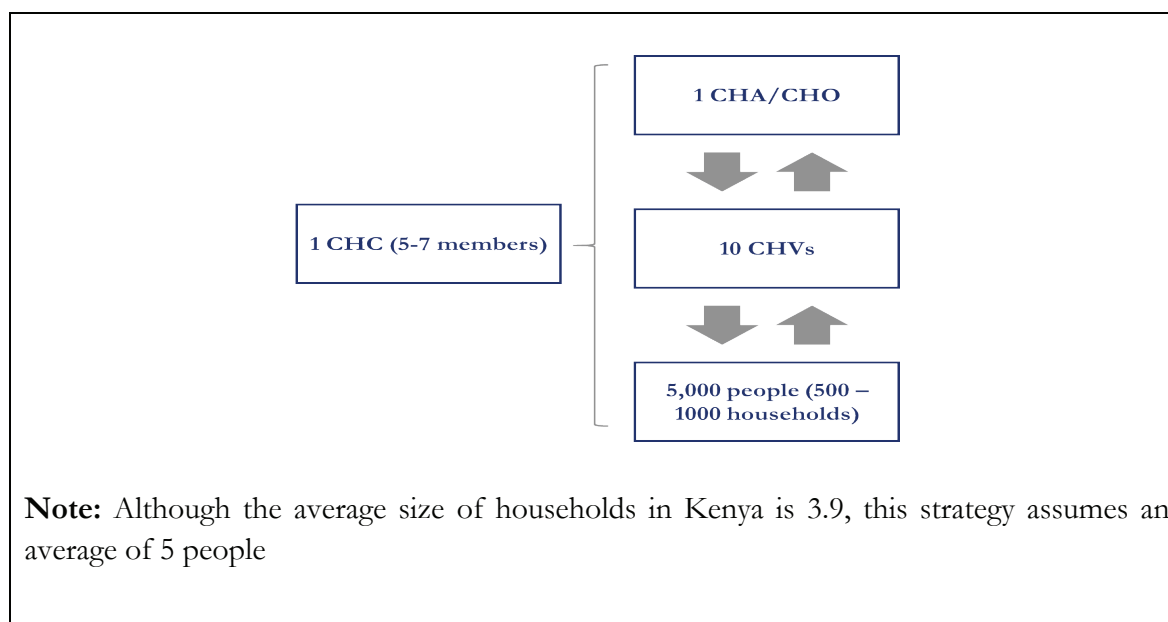 1 CHA/CHO
1 CHC (5-7 members)
10 CHVs
5,000 people (500 –
1000 households)
Note: Although the average size of households in Kenya is 3.9, this strategy assumes an
average of 5 people